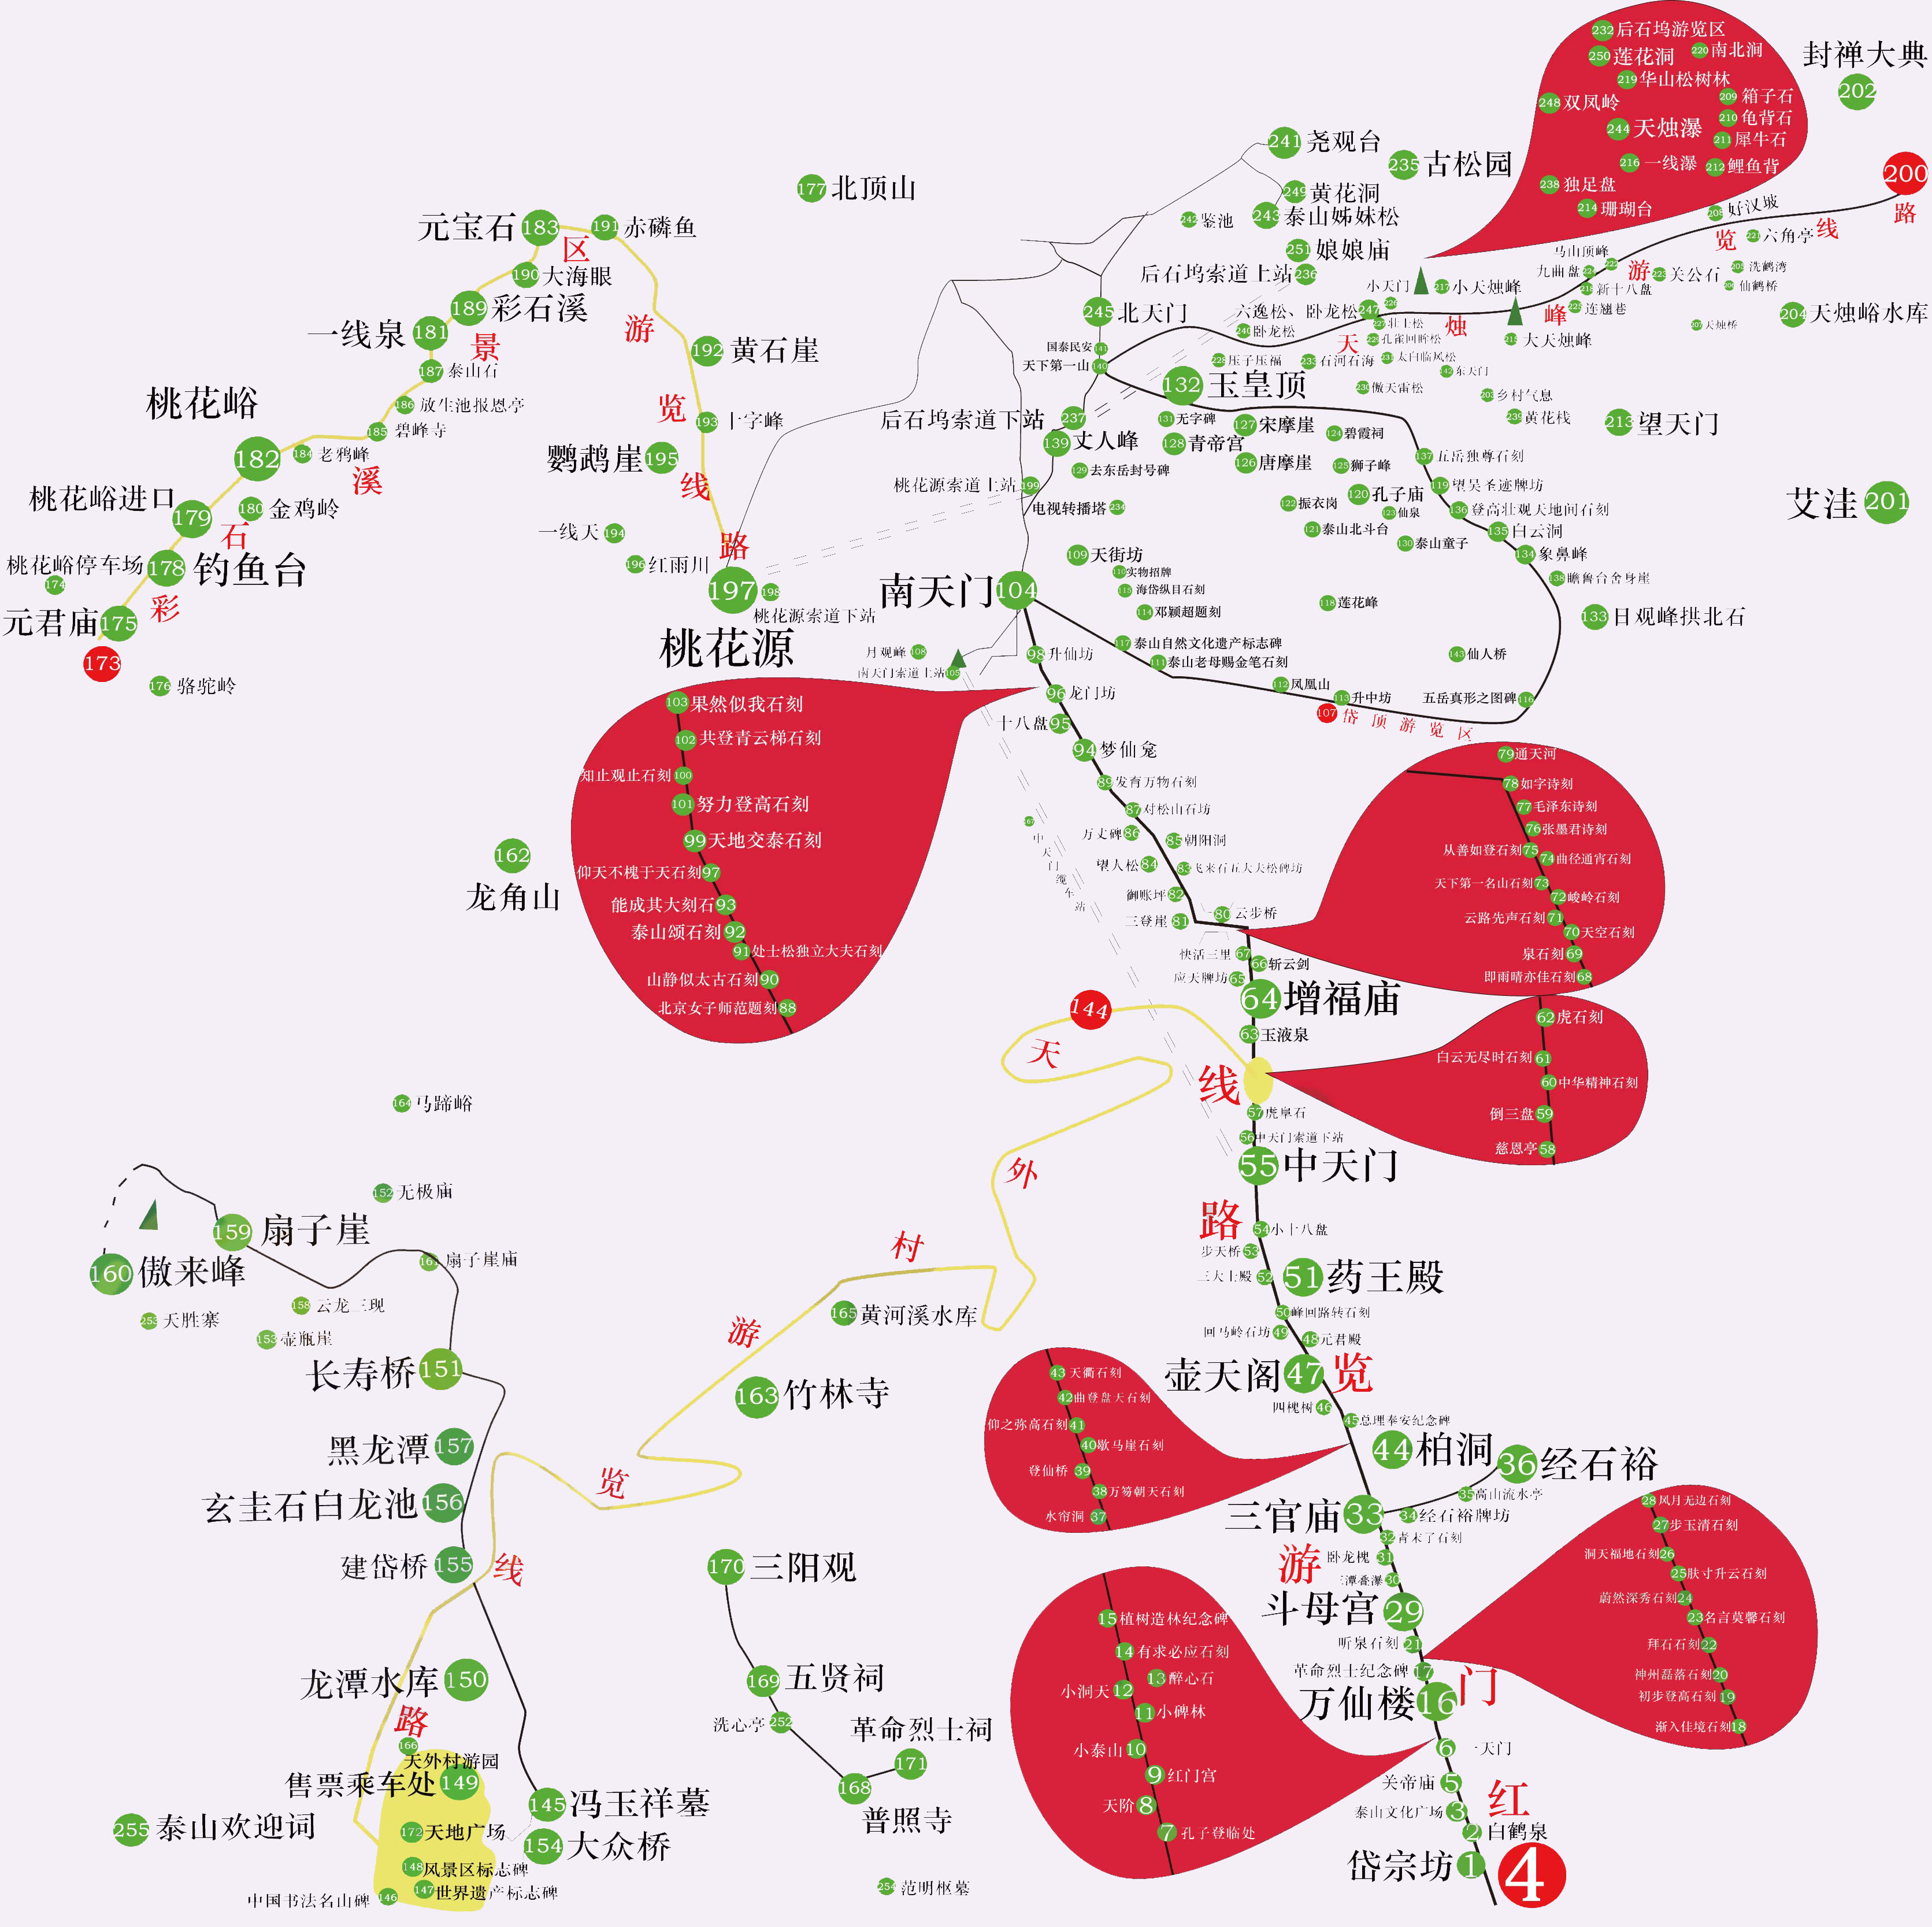 232 后石坞游览区
250 莲花洞
220 南北涧
219 华山松树林
248 双凤岭
209 箱子石
210 龟背石
244 天烛瀑
211 犀牛石
216 一线瀑
212 鲤鱼背
238 独足盘
214 珊瑚台
封禅大典
202
200
天烛峰游览线路
208 好汉坡
221 六角亭
马山顶峰 222
九曲盘 224
223 关公石
205 洗鹤湾
206 仙鹤桥
218 新十八盘
225 连翘巷
204 天烛峪水库
207 天烛桥
小天门
226
217 小天烛峰
215 大天烛峰
241 尧观台
235 古松园
249 黄花洞
242 鉴池
243 泰山姊妹松
251 娘娘庙
后石坞索道上站 236
245 北天门
六逸松、卧龙松 247
240 卧龙松
227 壮士松
229 孔雀回眸松
国泰民安 141
天下第一山 140
228 压子压福
233 石河石海
231 太白临风松
142 东天门
132 玉皇顶
230 傲天雷松
203 乡村气息
239 黄花栈
213 望天门
后石坞索道下站 237
131 无字碑
127 宋摩崖
124 碧霞祠
139 丈人峰
128 青帝宫
126 唐摩崖
125 狮子峰
137 五岳独尊石刻
129 去东岳封号碑
桃花源索道上站 199
电视转播塔 234
122 振衣岗
120 孔子庙
119 望吴圣迹牌坊
123 仙泉
136 登高壮观天地间石刻
121 泰山北斗台
130 泰山童子
135 白云洞
134 象鼻峰
138 瞻鲁台舍身崖
艾洼 201
109 天街坊
110 实物招牌
115 海岱纵目石刻
114 邓颖超题刻
118 莲花峰
133 日观峰拱北石
南天门 104
117 泰山自然文化遗产标志碑
111 泰山老母赐金笔石刻
143 仙人桥
112 凤凰山
113 升中坊
五岳真形之图碑 116
107 岱顶游览区
177 北顶山
元宝石 183
191 赤磷鱼
190 大海眼
189 彩石溪
一线泉 181
187 泰山石
186 放生池报恩亭
185 碧峰寺
桃花峪
182
184 老鸦峰
桃花峪进口
179
180 金鸡岭
桃花峪停车场
174
178 钓鱼台
元君庙 175
173
176 骆驼岭
彩石溪景区游览线路
192 黄石崖
193 十字峰
鹦鹉崖 195
一线天 194
196 红雨川
197
198
桃花源索道下站
桃花源
月观峰 108
南天门索道上站 105
98 升仙坊
96 龙门坊
十八盘 95
94 梦仙龛
89 发育万物石刻
87 对松山石坊
万丈碑 86
85 朝阳洞
望人松 84
83 飞来石五大夫松碑坊
御账坪 82
三登崖 81
80 云步桥
167
中天门缆车站
103 果然似我石刻
102 共登青云梯石刻
知止观止石刻 100
101 努力登高石刻
99 天地交泰石刻
仰天不槐于天石刻 97
能成其大刻石 93
泰山颂石刻 92
91 处士松独立大夫石刻
山静似太古石刻 90
北京女子师范题刻 88
79 通天河
78 如字诗刻
77 毛泽东诗刻
76 张墨君诗刻
从善如登石刻 75
74 曲径通宵石刻
天下第一名山石刻 73
72 峻岭石刻
云路先声石刻 71
70 天空石刻
泉石刻 69
即雨晴亦佳石刻 68
快活三里 67
66 斩云剑
应天牌坊 65
64 增福庙
63 玉液泉
62 虎石刻
白云无尽时石刻 61
60 中华精神石刻
倒三盘 59
慈恩亭 58
57 虎阜石
56 中天门索道下站
55 中天门
54 小十八盘
步天桥 53
三大士殿 52
51 药王殿
50 峰回路转石刻
回马岭石坊 49
48 元君殿
壶天阁 47
四槐树 46
45 总理奉安纪念碑
44 柏洞
36 经石裕
35 高山流水亭
三官庙 33
34 经石裕牌坊
32 青未了石刻
卧龙槐 31
三潭叠瀑 30
斗母宫 29
听泉石刻 21
革命烈士纪念碑 17
万仙楼 16
6 一天门
关帝庙 5
泰山文化广场 3
2 白鹤泉
岱宗坊 1
4
红门游览路线
43 天衢石刻
42 曲登盘天石刻
仰之弥高石刻 41
40 歇马崖石刻
登仙桥 39
38 万笏朝天石刻
水帘洞 37
28 风月无边石刻
27 步玉清石刻
洞天福地石刻 26
25 肤寸升云石刻
蔚然深秀石刻 24
23 名言莫馨石刻
拜石石刻 22
神州磊落石刻 20
初步登高石刻 19
渐入佳境石刻 18
15 植树造林纪念碑
14 有求必应石刻
13 醉心石
小洞天 12
11 小碑林
小泰山 10
9 红门宫
天阶 8
7 孔子登临处
162
龙角山
144
天外村游览线路
164 马蹄峪
152 无极庙
159 扇子崖
160 傲来峰
161 扇子崖庙
253 天胜寨
158 云龙三现
153 壶瓶崖
长寿桥 151
165 黄河溪水库
163 竹林寺
黑龙潭 157
玄圭石白龙池 156
建岱桥 155
170 三阳观
169 五贤祠
洗心亭 252
革命烈士祠
171
168
普照寺
龙潭水库 150
166
天外村游园
售票乘车处 149
255 泰山欢迎词
145 冯玉祥墓
172 天地广场
154 大众桥
148 风景区标志碑
147 世界遗产标志碑
中国书法名山碑 146
254 范明枢墓